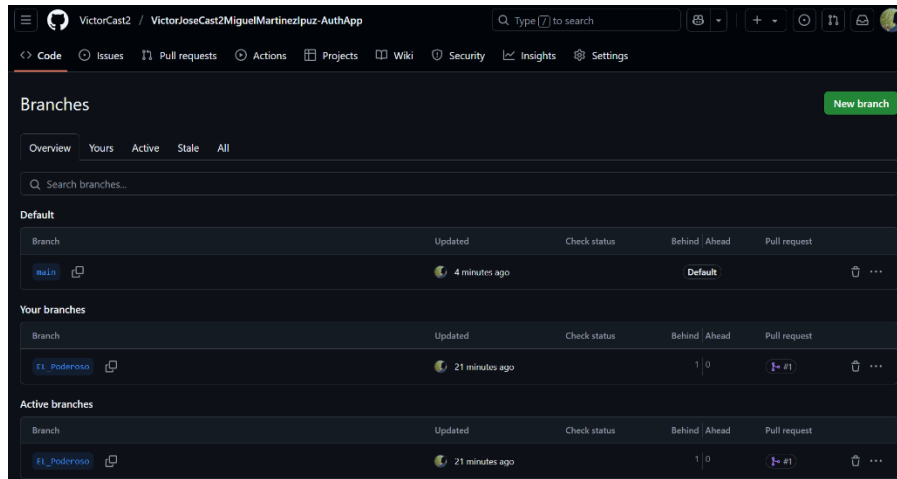 VictorCast2 / VictorJoseCast2MiguelMartinezIpuz-AuthApp Type / to search
Code Issues Pull requests Actions Projects Wiki Security Insights Settings
Branches New branch
Overview Yours Active Stale All
Search branches...
Default
Branch Updated Check status Behind Ahead Pull request
main 4 minutes ago Default
Your branches
Branch Updated Check status Behind Ahead Pull request
El_Poderoso 21 minutes ago 1 0 #1
Active branches
Branch Updated Check status Behind Ahead Pull request
El_Poderoso 21 minutes ago 1 0 #1